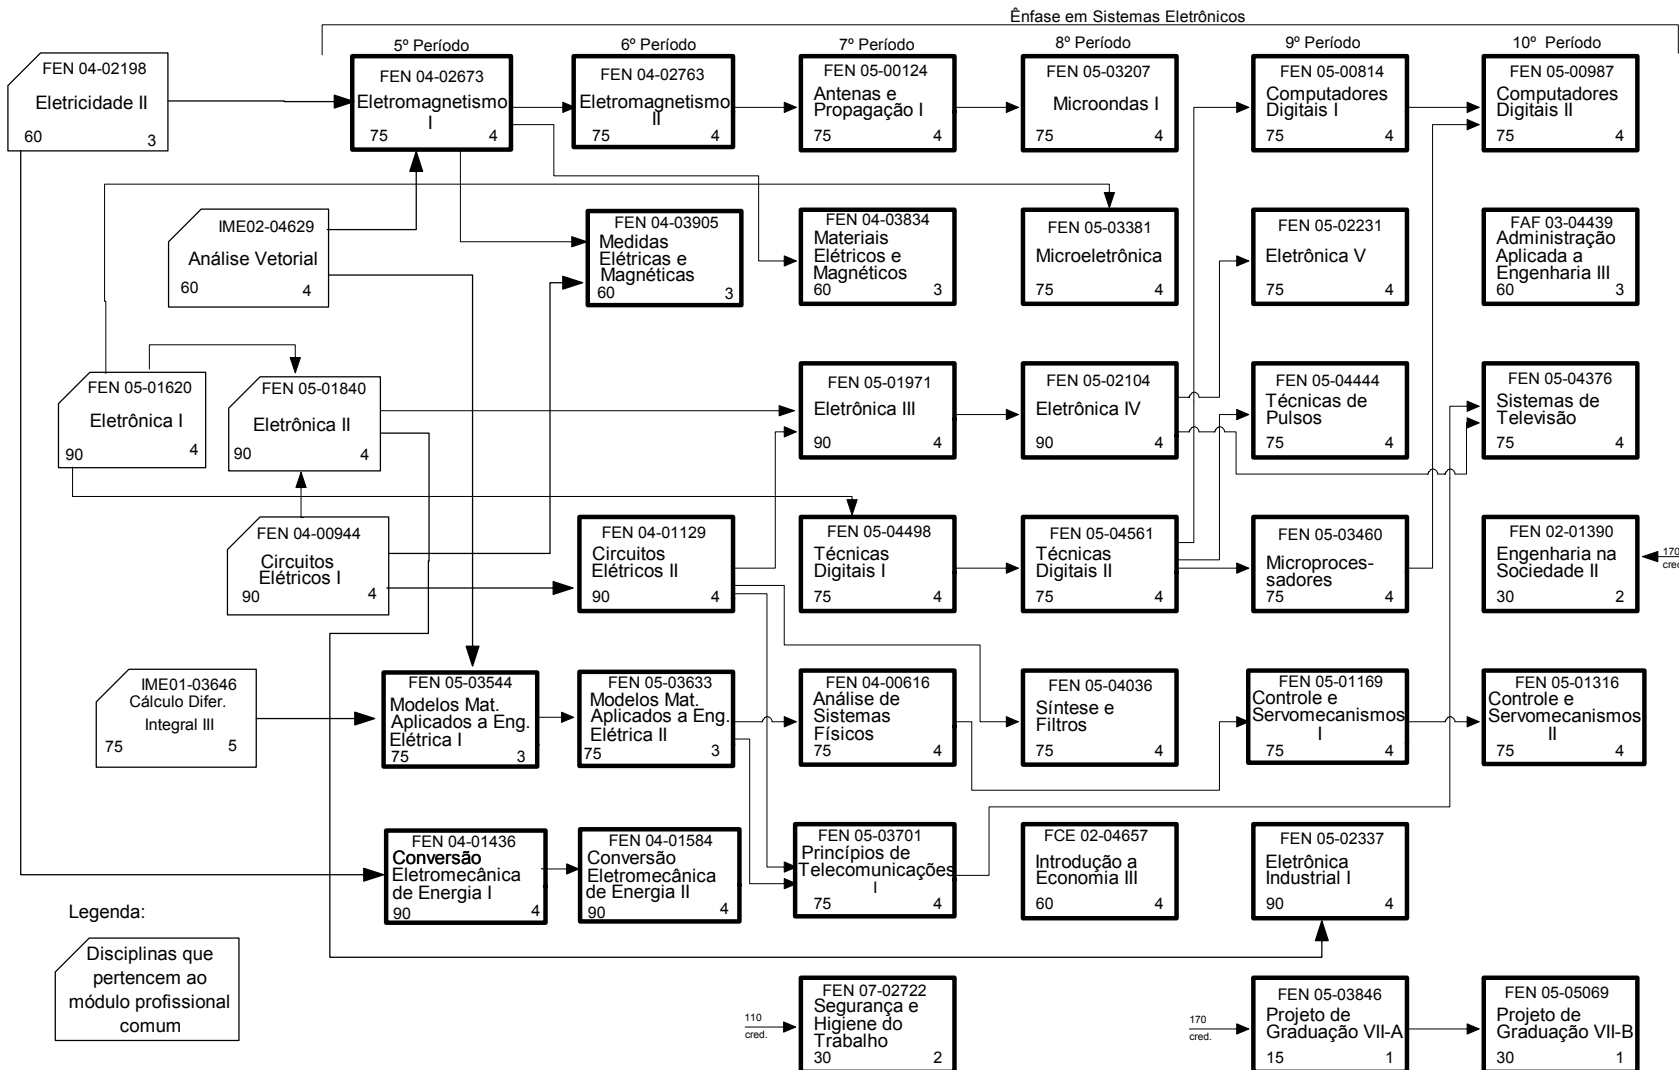 Ênfase em Sistemas Eletrônicos
5º Período
6º Período
7º Período
8º Período
9º Período
10º Período
FEN 04-02198
Eletricidade II
60
3
FEN 04-02673
Eletromagnetismo
I
75
4
FEN 04-02763
Eletromagnetismo
II
75
4
FEN 05-00124
Antenas e
Propagação I
75
4
FEN 05-03207
Microondas I
75
4
FEN 05-00814
Computadores
Digitais I
75
4
FEN 05-00987
Computadores
Digitais II
75
4
IME02-04629
Análise Vetorial
60
4
FEN 04-03905
Medidas
Elétricas e
Magnéticas
60
3
FEN 04-03834
Materiais
Elétricos e
Magnéticos
60
3
FEN 05-03381
Microeletrônica
75
4
FEN 05-02231
Eletrônica V
75
4
FAF 03-04439
Administração
Aplicada a
Engenharia III
60
3
FEN 05-01620
Eletrônica I
90
4
FEN 05-01840
Eletrônica II
90
4
FEN 05-01971
Eletrônica III
90
4
FEN 05-02104
Eletrônica IV
90
4
FEN 05-04444
Técnicas de
Pulsos
75
4
FEN 05-04376
Sistemas de
Televisão
75
4
FEN 04-00944
Circuitos
Elétricos I
90
4
FEN 04-01129
Circuitos
Elétricos II
90
4
FEN 05-04498
Técnicas
Digitais I
75
4
FEN 05-04561
Técnicas
Digitais II
75
4
FEN 05-03460
Microproces-
sadores
75
4
FEN 02-01390
Engenharia na
Sociedade II
30
2
170
cred.
IME01-03646
Cálculo Difer.
Integral III
75
5
FEN 05-03544
Modelos Mat.
Aplicados a Eng.
Elétrica I
75
3
FEN 05-03633
Modelos Mat.
Aplicados a Eng.
Elétrica II
75
3
FEN 04-00616
Análise de
Sistemas
Físicos
75
4
FEN 05-04036
Síntese e
Filtros
75
4
FEN 05-01169
Controle e
Servomecanismos
I
75
4
FEN 05-01316
Controle e
Servomecanismos
II
75
4
FEN 04-01436
Conversão
Eletromecânica
de Energia I
90
4
FEN 04-01584
Conversão
Eletromecânica
de Energia II
90
4
FEN 05-03701
Princípios de
Telecomunicações
I
75
4
FCE 02-04657
Introdução a
Economia III
60
4
FEN 05-02337
Eletrônica
Industrial I
90
4
Legenda:
Disciplinas que
pertencem ao
módulo profissional
comum
110
cred.
FEN 07-02722
Segurança e
Higiene do
Trabalho
30
2
170
cred.
FEN 05-03846
Projeto de
Graduação VII-A
15
1
FEN 05-05069
Projeto de
Graduação VII-B
30
1